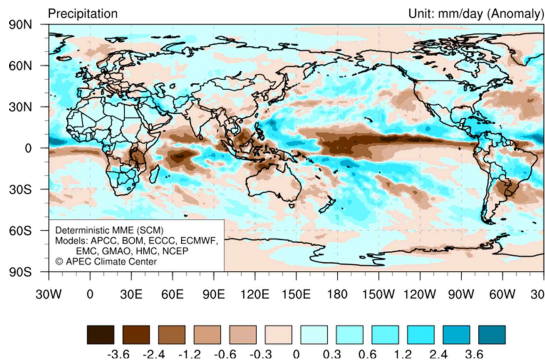 Precipitation Unit: mm/day (Anomaly)
90N
60N
30N
0
30S
60S
90S
Deterministic MME (SCM)
Models: APCC, BOM, ECCC, ECMWF,
EMC, GMAO, HMC, NCEP
© APEC Climate Center
30W 0 30E 60E 90E 120E 150E 180 150W 120W 90W 60W 30W
-3.6 -2.4 -1.2 -0.6 -0.3 0 0.3 0.6 1.2 2.4 3.6